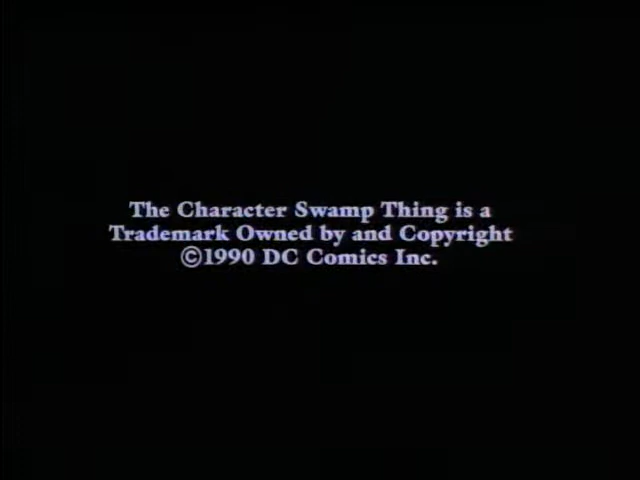 The Character Swamp Thing is a
Trademark Owned by and Copyright
©1990 DC Comics Inc.